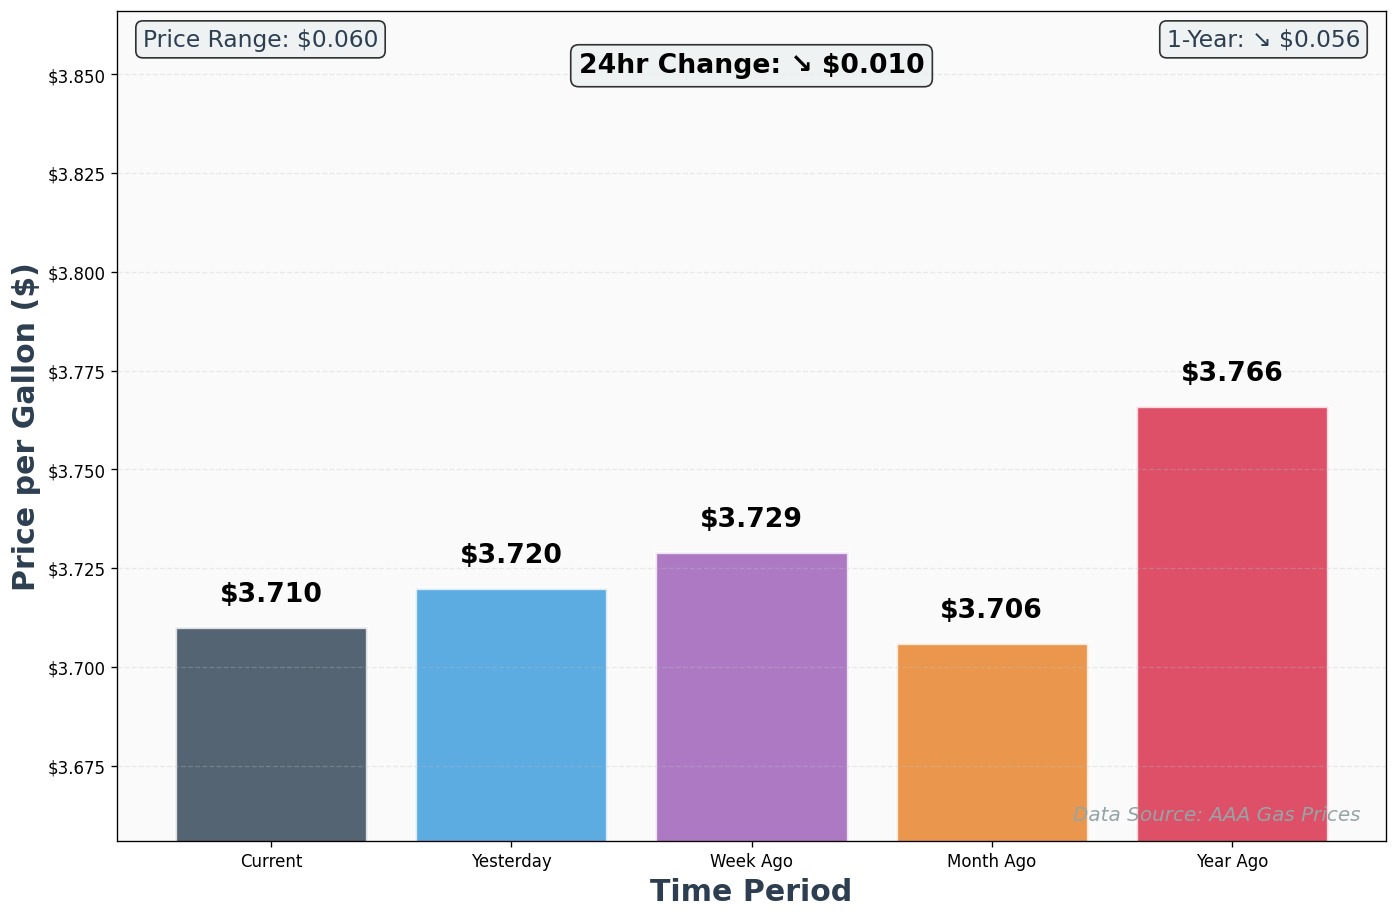 Price Range: $0.060
24hr Change: ↘ $0.010
1-Year: ↘ $0.056
Price per Gallon ($)
$3.850
$3.825
$3.800
$3.775
$3.750
$3.725
$3.700
$3.675
$3.710
$3.720
$3.729
$3.706
$3.766
Data Source: AAA Gas Prices
Current
Yesterday
Week Ago
Month Ago
Year Ago
Time Period